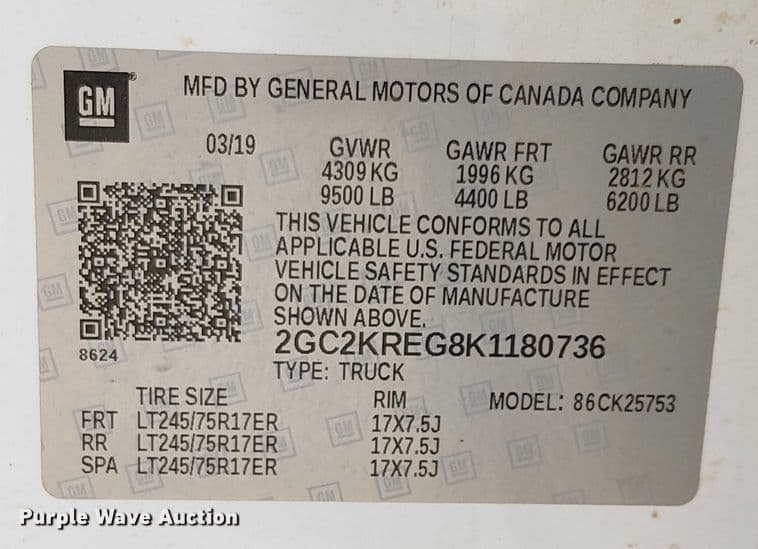 GM
MFD BY GENERAL MOTORS OF CANADA COMPANY
03/19 GVWR GAWR FRT GAWR RR
4309 KG 1996 KG 2812 KG
9500 LB 4400 LB 6200 LB
THIS VEHICLE CONFORMS TO ALL
APPLICABLE U.S. FEDERAL MOTOR
VEHICLE SAFETY STANDARDS IN EFFECT
ON THE DATE OF MANUFACTURE
SHOWN ABOVE.
8624
2GC2KREG8K1180736
TYPE: TRUCK
TIRE SIZE RIM MODEL: 86CK25753
FRT LT245/75R17ER 17X7.5J
RR LT245/75R17ER 17X7.5J
SPA LT245/75R17ER 17X7.5J
Purple Wave Auction